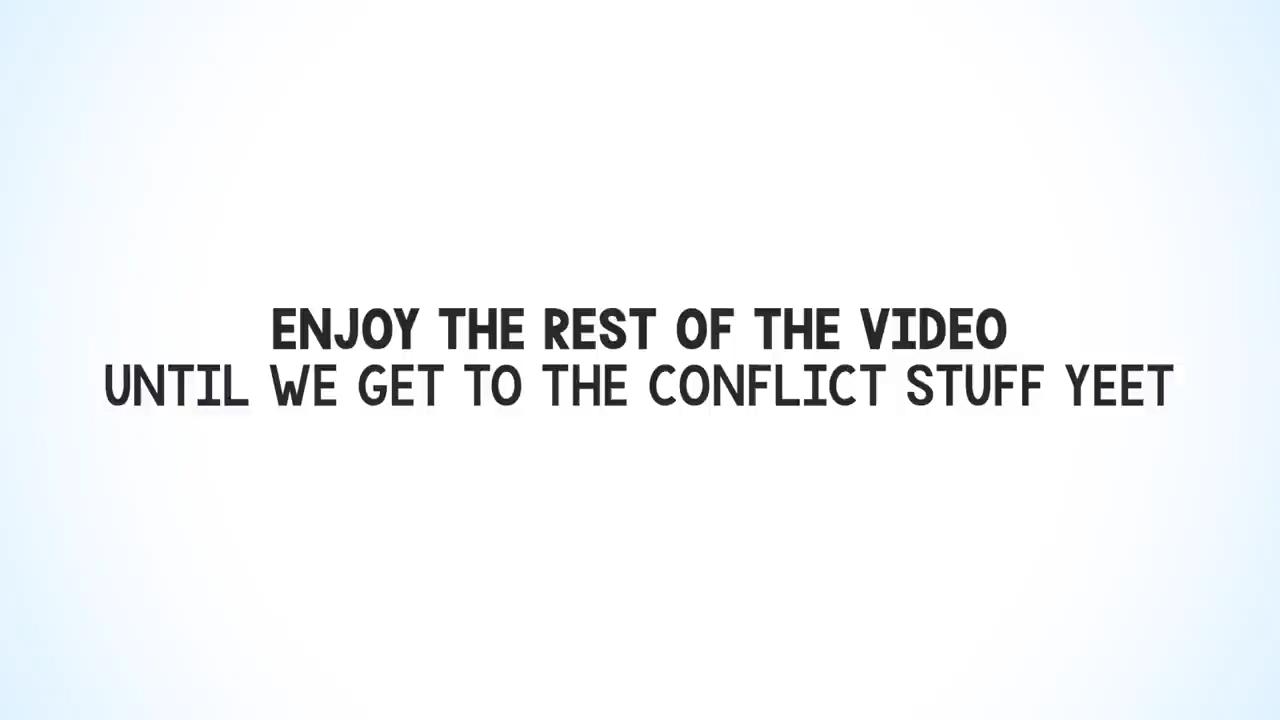 ENJOY THE REST OF THE VIDEO
UNTIL WE GET TO THE CONFLICT STUFF YEET